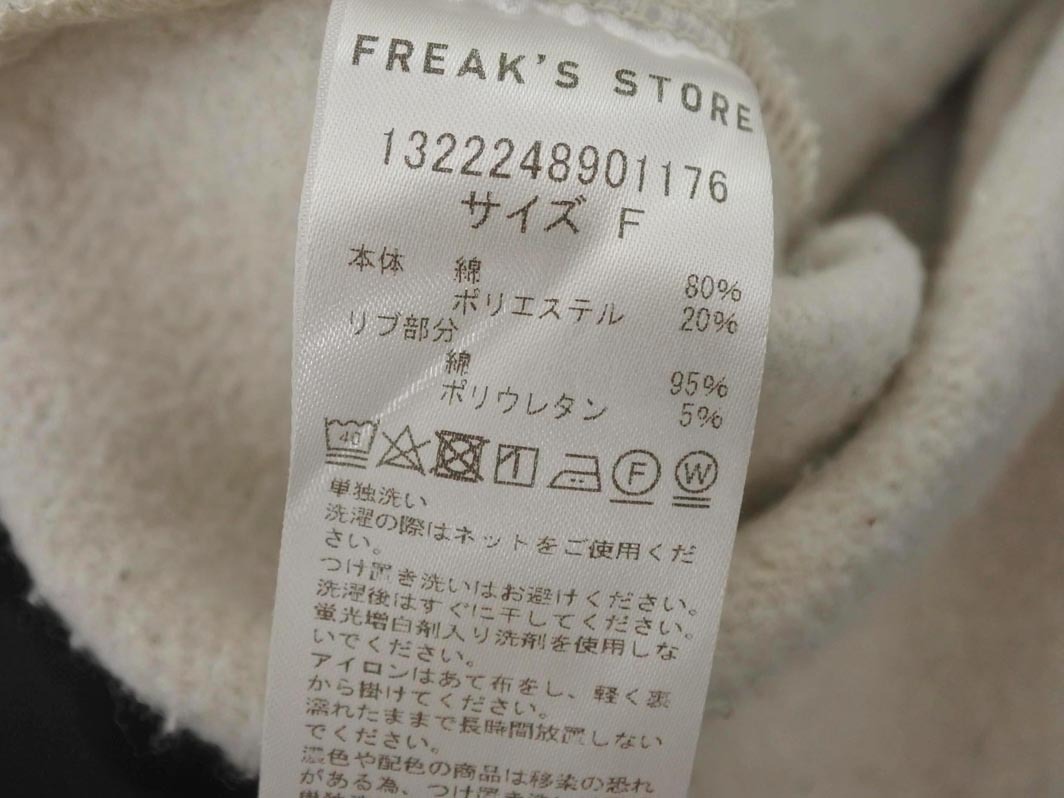 FREAK'S STORE
1322248901176
サイズ F
本体 綿 80%
ポリエステル 20%
リブ部分
綿 95%
ポリウレタン 5%
40 F W
単独洗い
洗濯の際はネットをご使用くだ
さい。
つけ置き洗いはお避けください。
洗濯後はすぐに干してください。
蛍光増白剤入り洗剤を使用しな
いでください。
アイロンはあて布をし、軽く裏
から掛けてください。
濡れたままで長時間放置しない
でください。
濃色や配色の商品は移染の恐れ
がある為、つけ置き洗い